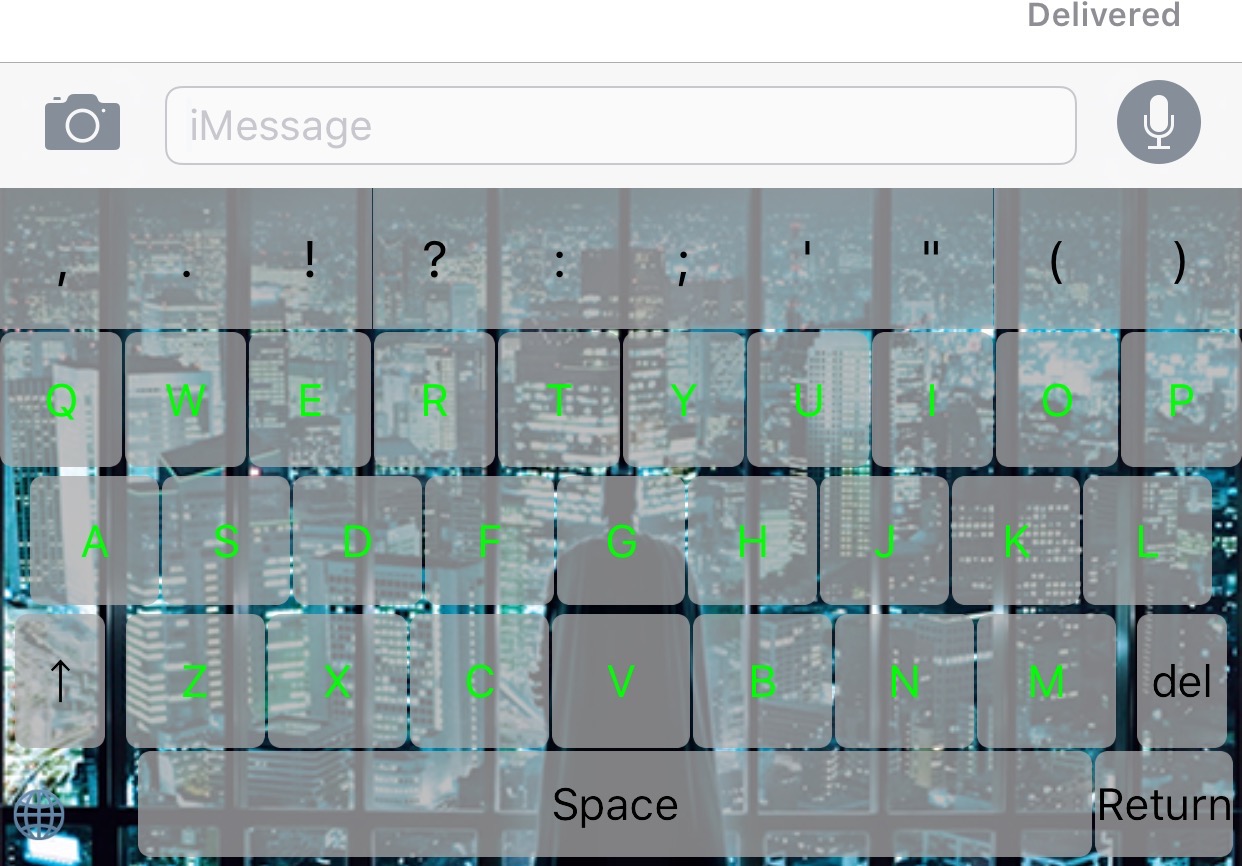 Delivered
iMessage
, . ! ? : ; ' " ( )
Q W E R T Y U I O P
A S D F G H J K L
↑ Z X C V B N M del
Space Return